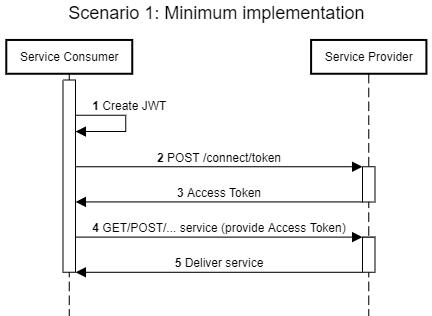 Scenario 1: Minimum implementation
Service Consumer
Service Provider
1 Create JWT
2 POST /connect/token
3 Access Token
4 GET/POST/... service (provide Access Token)
5 Deliver service